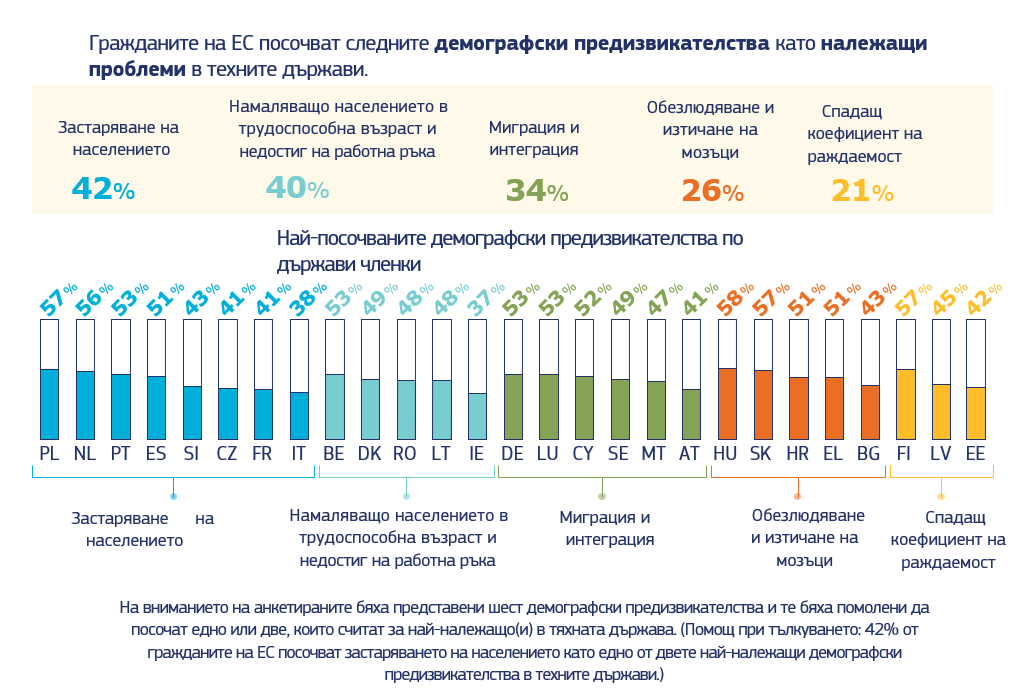 Гражданите на ЕС посочват следните демографски предизвикателства като належащи
проблеми в техните държави.
Застаряване на
населението
42%
Намаляващо населението в
трудоспособна възраст и
недостиг на работна ръка
40%
Миграция и
интеграция
34%
Обезлюдяване и
изтичане на
мозъци
26%
Спадащ
коефициент на
раждаемост
21%
Най-посочваните демографски предизвикателства по
държави членки
57% 56% 53% 51% 43% 41% 41% 38% 53% 49% 48% 48% 37% 53% 53% 52% 49% 47% 41% 58% 57% 51% 51% 43% 57% 45% 42%
PL NL PT ES SI CZ FR IT BE DK RO LT IE DE LU CY SE MT AT HU SK HR EL BG FI LV EE
Застаряване на
населението
Намаляващо населението в
трудоспособна възраст и
недостиг на работна ръка
Миграция и
интеграция
Обезлюдяване
и изтичане на
мозъци
Спадащ
коефициент на
раждаемост
На вниманието на анкетираните бяха представени шест демографски предизвикателства и те бяха помолени да
посочат едно или две, които считат за най-належащо(и) в тяхната държава. (Помощ при тълкуването: 42% от
гражданите на ЕС посочват застаряването на населението като едно от двете най-належащи демографски
предизвикателства в техните държави.)